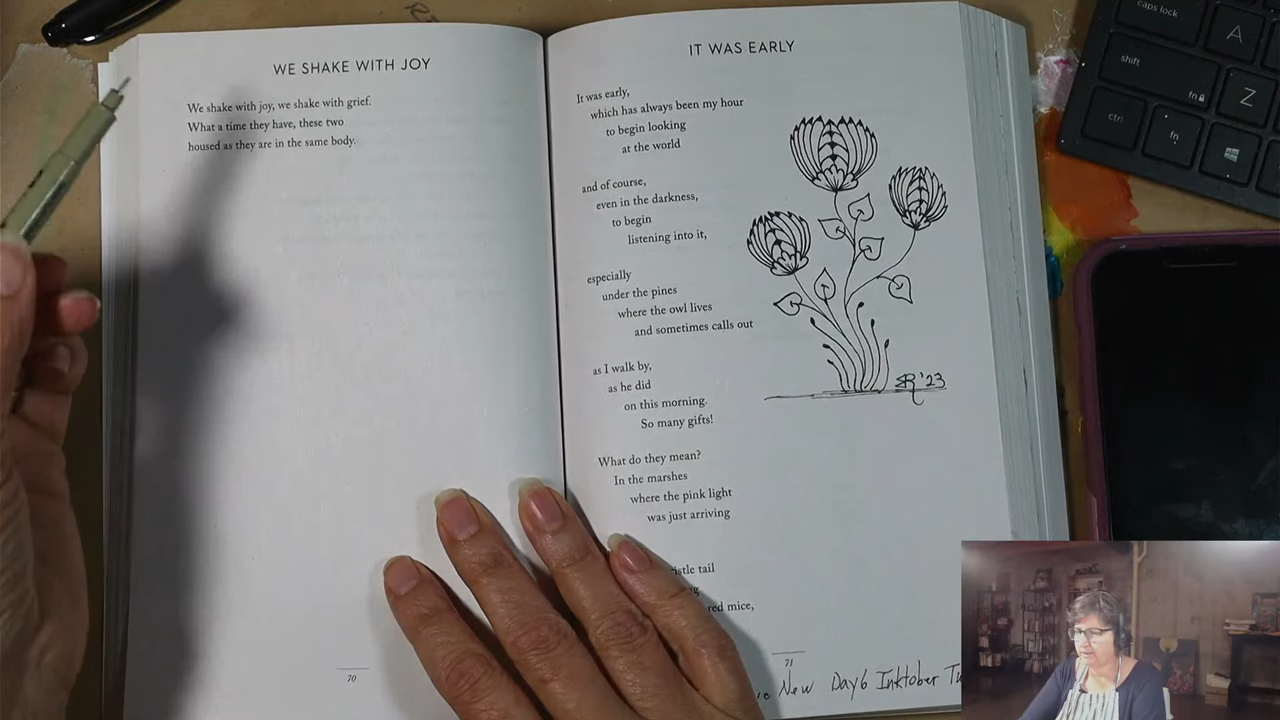 WE SHAKE WITH JOY
We shake with joy, we shake with grief.
What a time they have, these two
housed as they are in the same body.
70
IT WAS EARLY
It was early,
which has always been my hour
to begin looking
at the world
and of course,
even in the darkness,
to begin
listening into it,
especially
under the pines
where the owl lives
and sometimes calls out
as I walk by,
as he did
on this morning.
So many gifts!
What do they mean?
In the marshes
where the pink light
was just arriving
tail
red mice,
'23
71
New Day6 Inktober
caps lock
A
shift
fn
Z
ctrl
fn